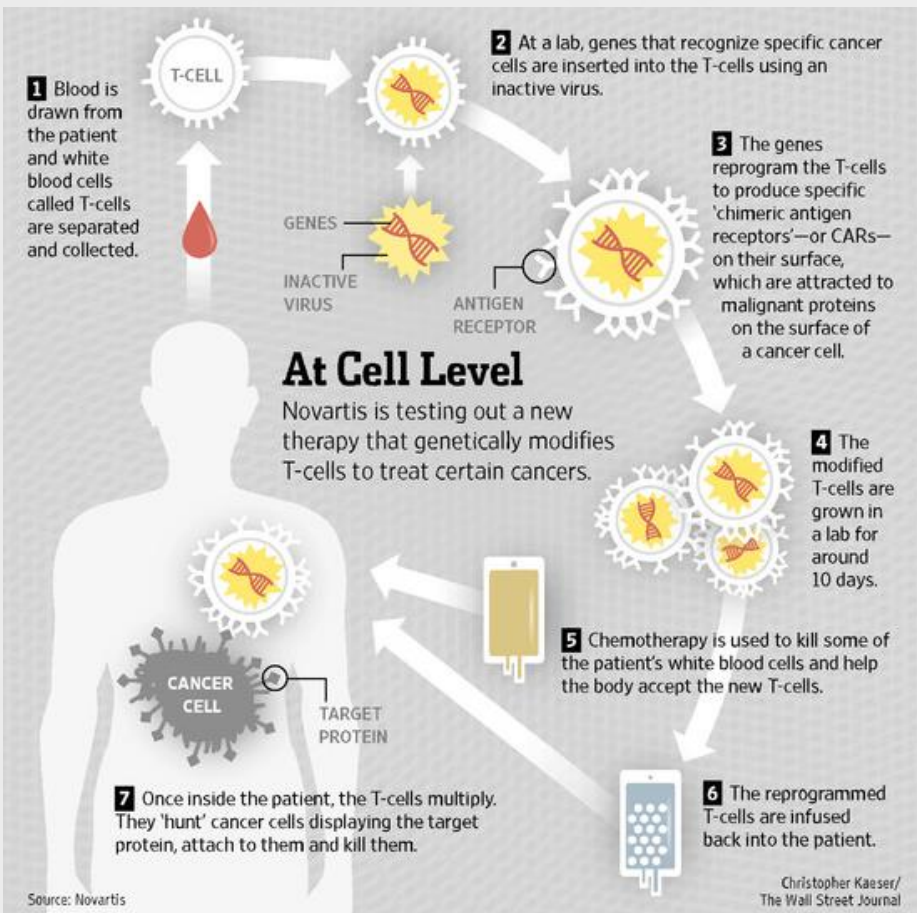 T-CELL
1 Blood is
drawn from
the patient
and white
blood cells
called T-cells
are separated
and collected.
2 At a lab, genes that recognize specific cancer
cells are inserted into the T-cells using an
inactive virus.
GENES
INACTIVE
VIRUS
3 The genes
reprogram the T-cells
to produce specific
‘chimeric antigen
receptors’—or CARs—
on their surface,
which are attracted to
malignant proteins
on the surface of
a cancer cell.
ANTIGEN
RECEPTOR
At Cell Level
Novartis is testing out a new
therapy that genetically modifies
T-cells to treat certain cancers.
4 The
modified
T-cells are
grown in
a lab for
around
10 days.
5 Chemotherapy is used to kill some of
the patient’s white blood cells and help
the body accept the new T-cells.
6 The reprogrammed
T-cells are infused
back into the patient.
CANCER
CELL
TARGET
PROTEIN
7 Once inside the patient, the T-cells multiply.
They ‘hunt’ cancer cells displaying the target
protein, attach to them and kill them.
Source: Novartis
Christopher Kaeser/
The Wall Street Journal